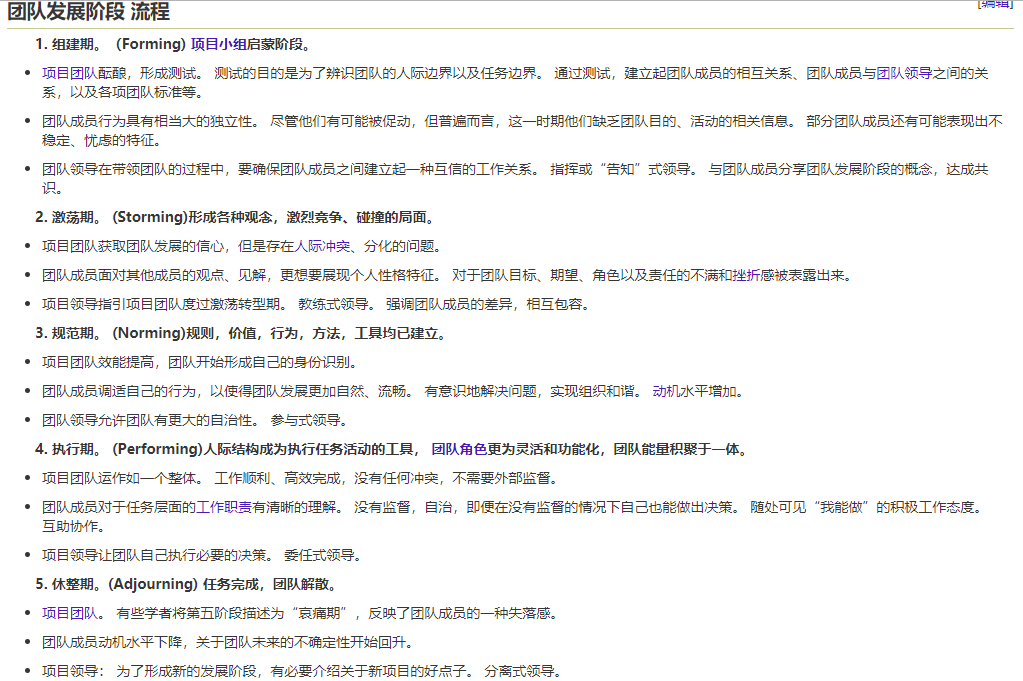 团队发展阶段 流程
[编辑]
1. 组建期。 (Forming) 项目小组启蒙阶段。
项目团队酝酿，形成测试。 测试的目的是为了辨识团队的人际边界以及任务边界。 通过测试，建立起团队成员的相互关系、团队成员与团队领导之间的关
系，以及各项团队标准等。
团队成员行为具有相当大的独立性。 尽管他们有可能被促动，但普遍而言，这一时期他们缺乏团队目的、活动的相关信息。 部分团队成员还有可能表现出不
稳定、忧虑的特征。
团队领导在带领团队的过程中，要确保团队成员之间建立起一种互信的工作关系。 指挥或“告知”式领导。 与团队成员分享团队发展阶段的概念，达成共
识。
2. 激荡期。 (Storming)形成各种观念，激烈竞争、碰撞的局面。
项目团队获取团队发展的信心，但是存在人际冲突、分化的问题。
团队成员面对其他成员的观点、见解，更想要展现个人性格特征。 对于团队目标、期望、角色以及责任的不满和挫折感被表露出来。
项目领导指引项目团队度过激荡转型期。 教练式领导。 强调团队成员的差异，相互包容。
3. 规范期。 (Norming)规则，价值，行为，方法，工具均已建立。
项目团队效能提高，团队开始形成自己的身份识别。
团队成员调适自己的行为，以使得团队发展更加自然、流畅。 有意识地解决问题，实现组织和谐。 动机水平增加。
团队领导允许团队有更大的自治性。 参与式领导。
4. 执行期。 (Performing)人际结构成为执行任务活动的工具， 团队角色更为灵活和功能化，团队能量积聚于一体。
项目团队运作如一个整体。 工作顺利、高效完成，没有任何冲突，不需要外部监督。
团队成员对于任务层面的工作职责有清晰的理解。 没有监督，自治，即便在没有监督的情况下自己也能做出决策。 随处可见“我能做”的积极工作态度。
互助协作。
项目领导让团队自己执行必要的决策。 委任式领导。
5. 休整期。(Adjourning) 任务完成，团队解散。
项目团队。 有些学者将第五阶段描述为“哀痛期”，反映了团队成员的一种失落感。
团队成员动机水平下降，关于团队未来的不确定性开始回升。
项目领导： 为了形成新的发展阶段，有必要介绍关于新项目的好点子。 分离式领导。